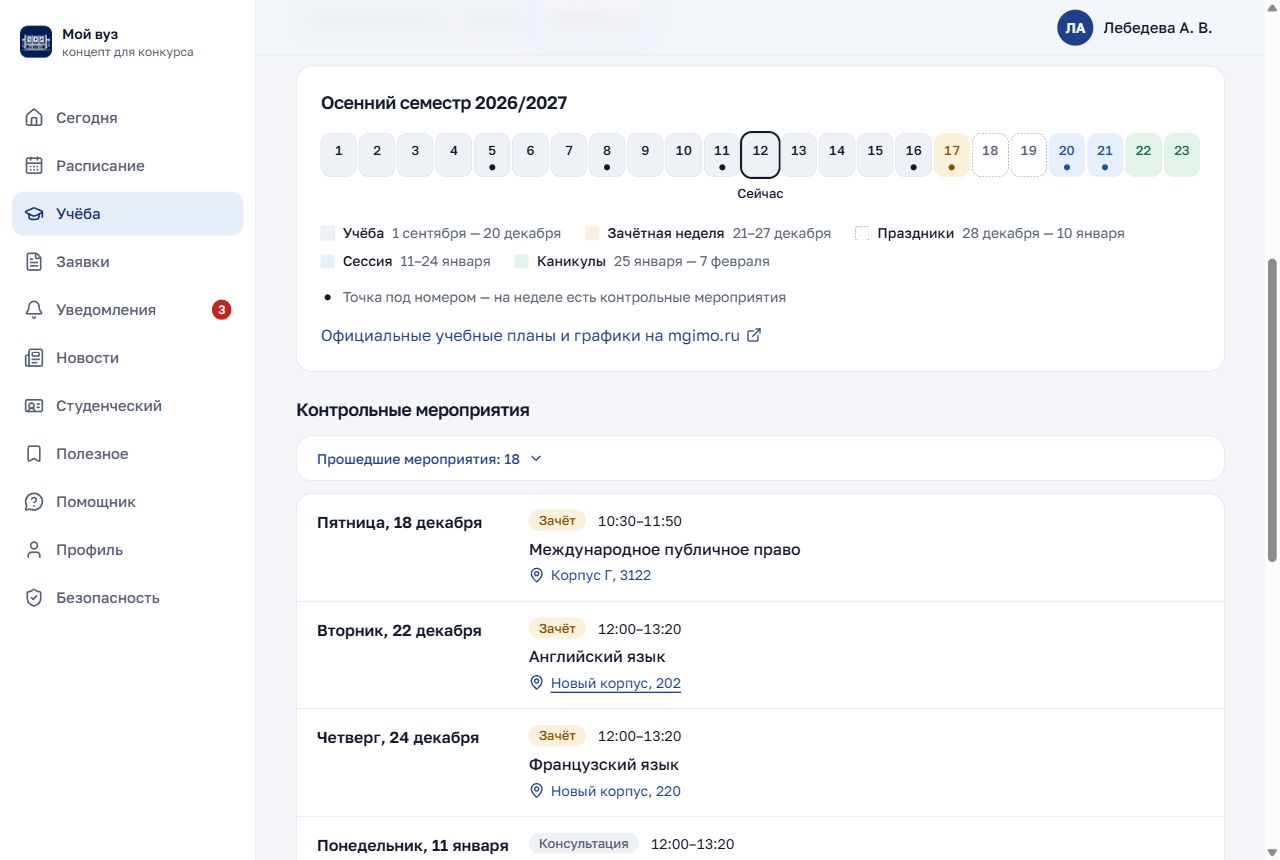 Мой вуз
концепт для конкурса
ЛА Лебедева А. В.
Сегодня
Расписание
Учёба
Заявки
Уведомления 3
Новости
Студенческий
Полезное
Помощник
Профиль
Безопасность
Осенний семестр 2026/2027
1 2 3 4 5 6 7 8 9 10 11 12 13 14 15 16 17 18 19 20 21 22 23
Сейчас
Учёба 1 сентября — 20 декабря Зачётная неделя 21–27 декабря Праздники 28 декабря — 10 января
Сессия 11–24 января Каникулы 25 января — 7 февраля
Точка под номером — на неделе есть контрольные мероприятия
Официальные учебные планы и графики на mgimo.ru
Контрольные мероприятия
Прошедшие мероприятия: 18
Пятница, 18 декабря Зачёт 10:30–11:50
Международное публичное право
Корпус Г, 3122
Вторник, 22 декабря Зачёт 12:00–13:20
Английский язык
Новый корпус, 202
Четверг, 24 декабря Зачёт 12:00–13:20
Французский язык
Новый корпус, 220
Понедельник, 11 января Консультация 12:00–13:20